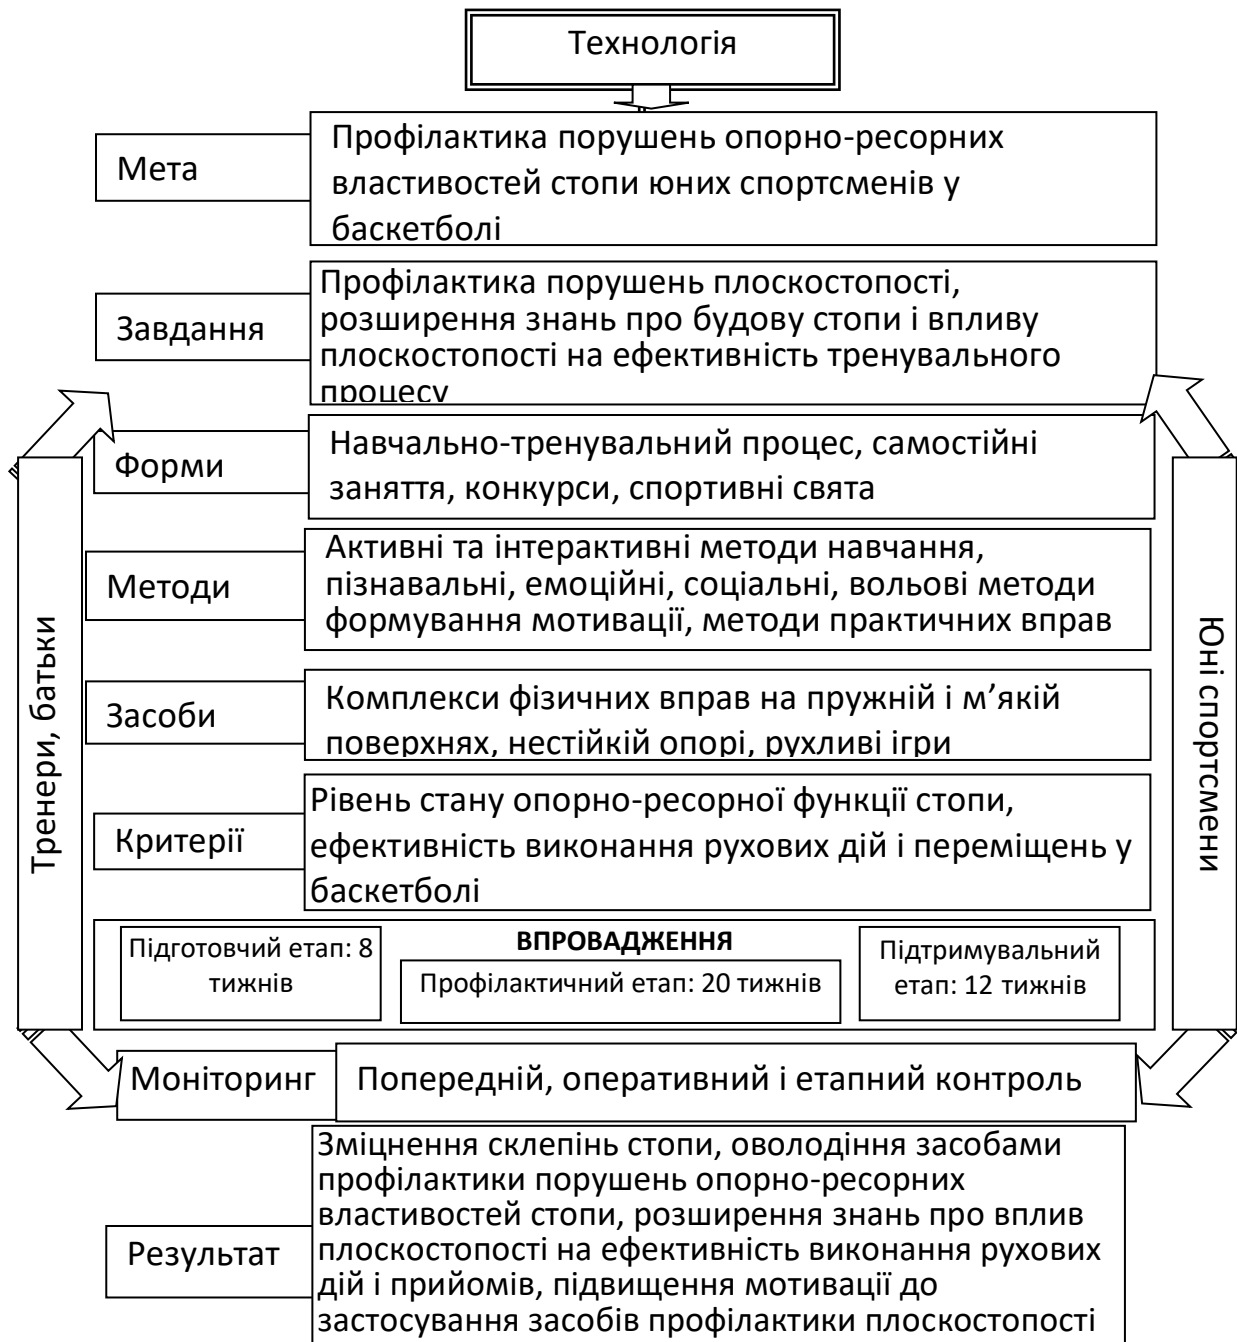 Технологія
Мета
Профілактика порушень опорно-ресорних
властивостей стопи юних спортсменів у
баскетболі
Завдання
Профілактика порушень плоскостопості,
розширення знань про будову стопи і впливу
плоскостопості на ефективність тренувального
процесу
Форми
Навчально-тренувальний процес, самостійні
заняття, конкурси, спортивні свята
Методи
Активні та інтерактивні методи навчання,
пізнавальні, емоційні, соціальні, вольові методи
формування мотивації, методи практичних вправ
Тренери, батьки
Юні спортсмени
Засоби
Комплекси фізичних вправ на пружній і м’якій
поверхнях, нестійкій опорі, рухливі ігри
Критерії
Рівень стану опорно-ресорної функції стопи,
ефективність виконання рухових дій і переміщень у
баскетболі
ВПРОВАДЖЕННЯ
Підготовчий етап: 8
тижнів
Профілактичний етап: 20 тижнів
Підтримувальний
етап: 12 тижнів
Моніторинг
Попередній, оперативний і етапний контроль
Результат
Зміцнення склепінь стопи, оволодіння засобами
профілактики порушень опорно-ресорних
властивостей стопи, розширення знань про вплив
плоскостопості на ефективність виконання рухових
дій і прийомів, підвищення мотивації до
застосування засобів профілактики плоскостопості